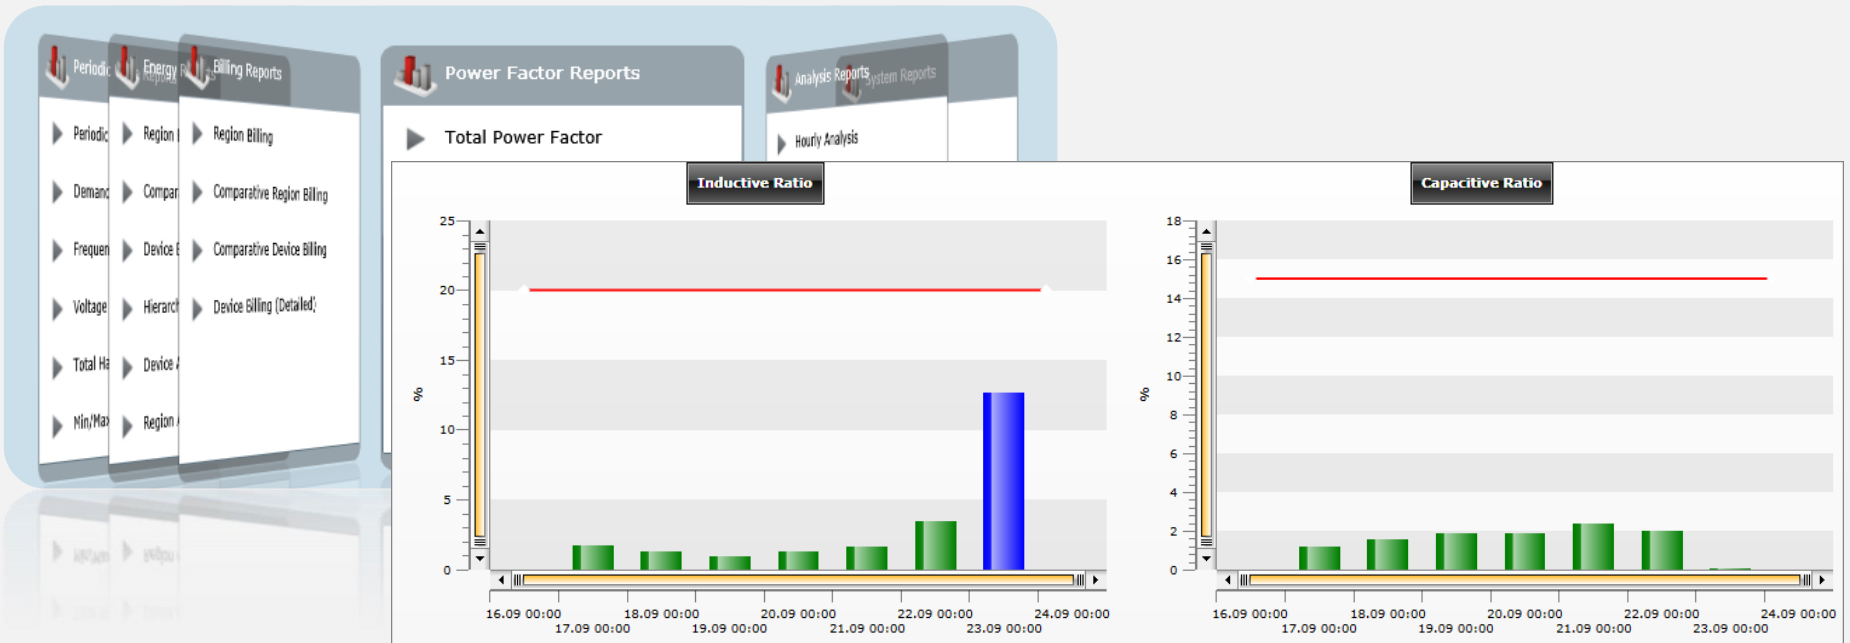 Periodic
Energy
Reports
Billing Reports
Power Factor Reports
Analysis Reports
System Reports
Periodic
Region
Region Billing
Total Power Factor
Hourly Analysis
Demand
Compar
Comparative Region Billing
Frequen
Device B
Comparative Device Billing
Voltage
Hierarch
Device Billing (Detailed)
Total Ha
Device A
Min/Max
Region A
Inductive Ratio
25
20
15
10
5
0
%
16.09 00:00
17.09 00:00
18.09 00:00
19.09 00:00
20.09 00:00
21.09 00:00
22.09 00:00
23.09 00:00
24.09 00:00
Capacitive Ratio
18
16
14
12
10
8
6
4
2
0
%
16.09 00:00
17.09 00:00
18.09 00:00
19.09 00:00
20.09 00:00
21.09 00:00
22.09 00:00
23.09 00:00
24.09 00:00